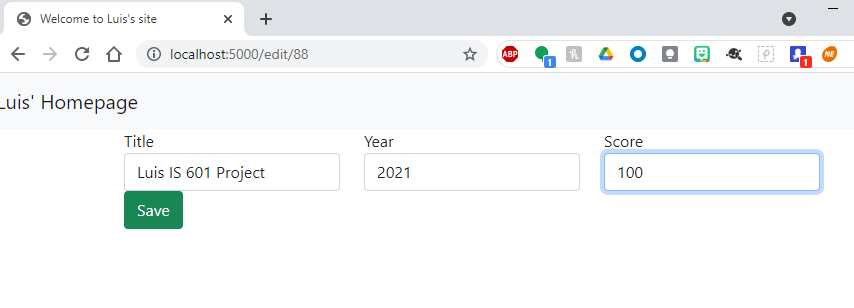 Welcome to Luis's site
localhost:5000/edit/88
ABP
1
1
NE
Luis' Homepage
Title Year Score
Luis IS 601 Project 2021 100
Save